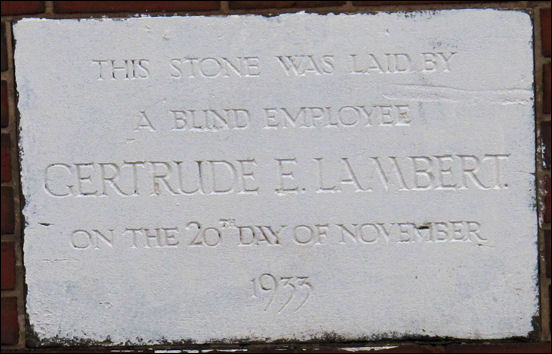 THIS STONE WAS LAID BY
A BLIND EMPLOYEE
GERTRUDE E. LAMBERT.
ON THE 20TH DAY OF NOVEMBER
1933